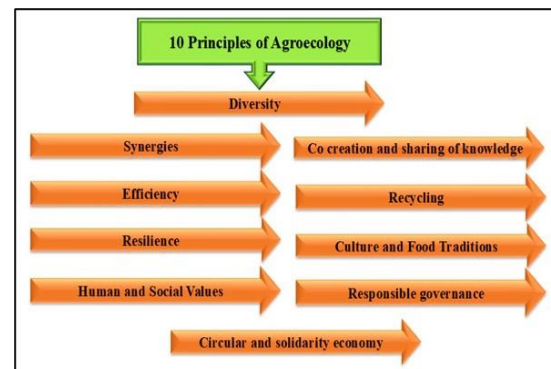 10 Principles of Agroecology
Diversity
Synergies
Co creation and sharing of knowledge
Efficiency
Recycling
Resilience
Culture and Food Traditions
Human and Social Values
Responsible governance
Circular and solidarity economy